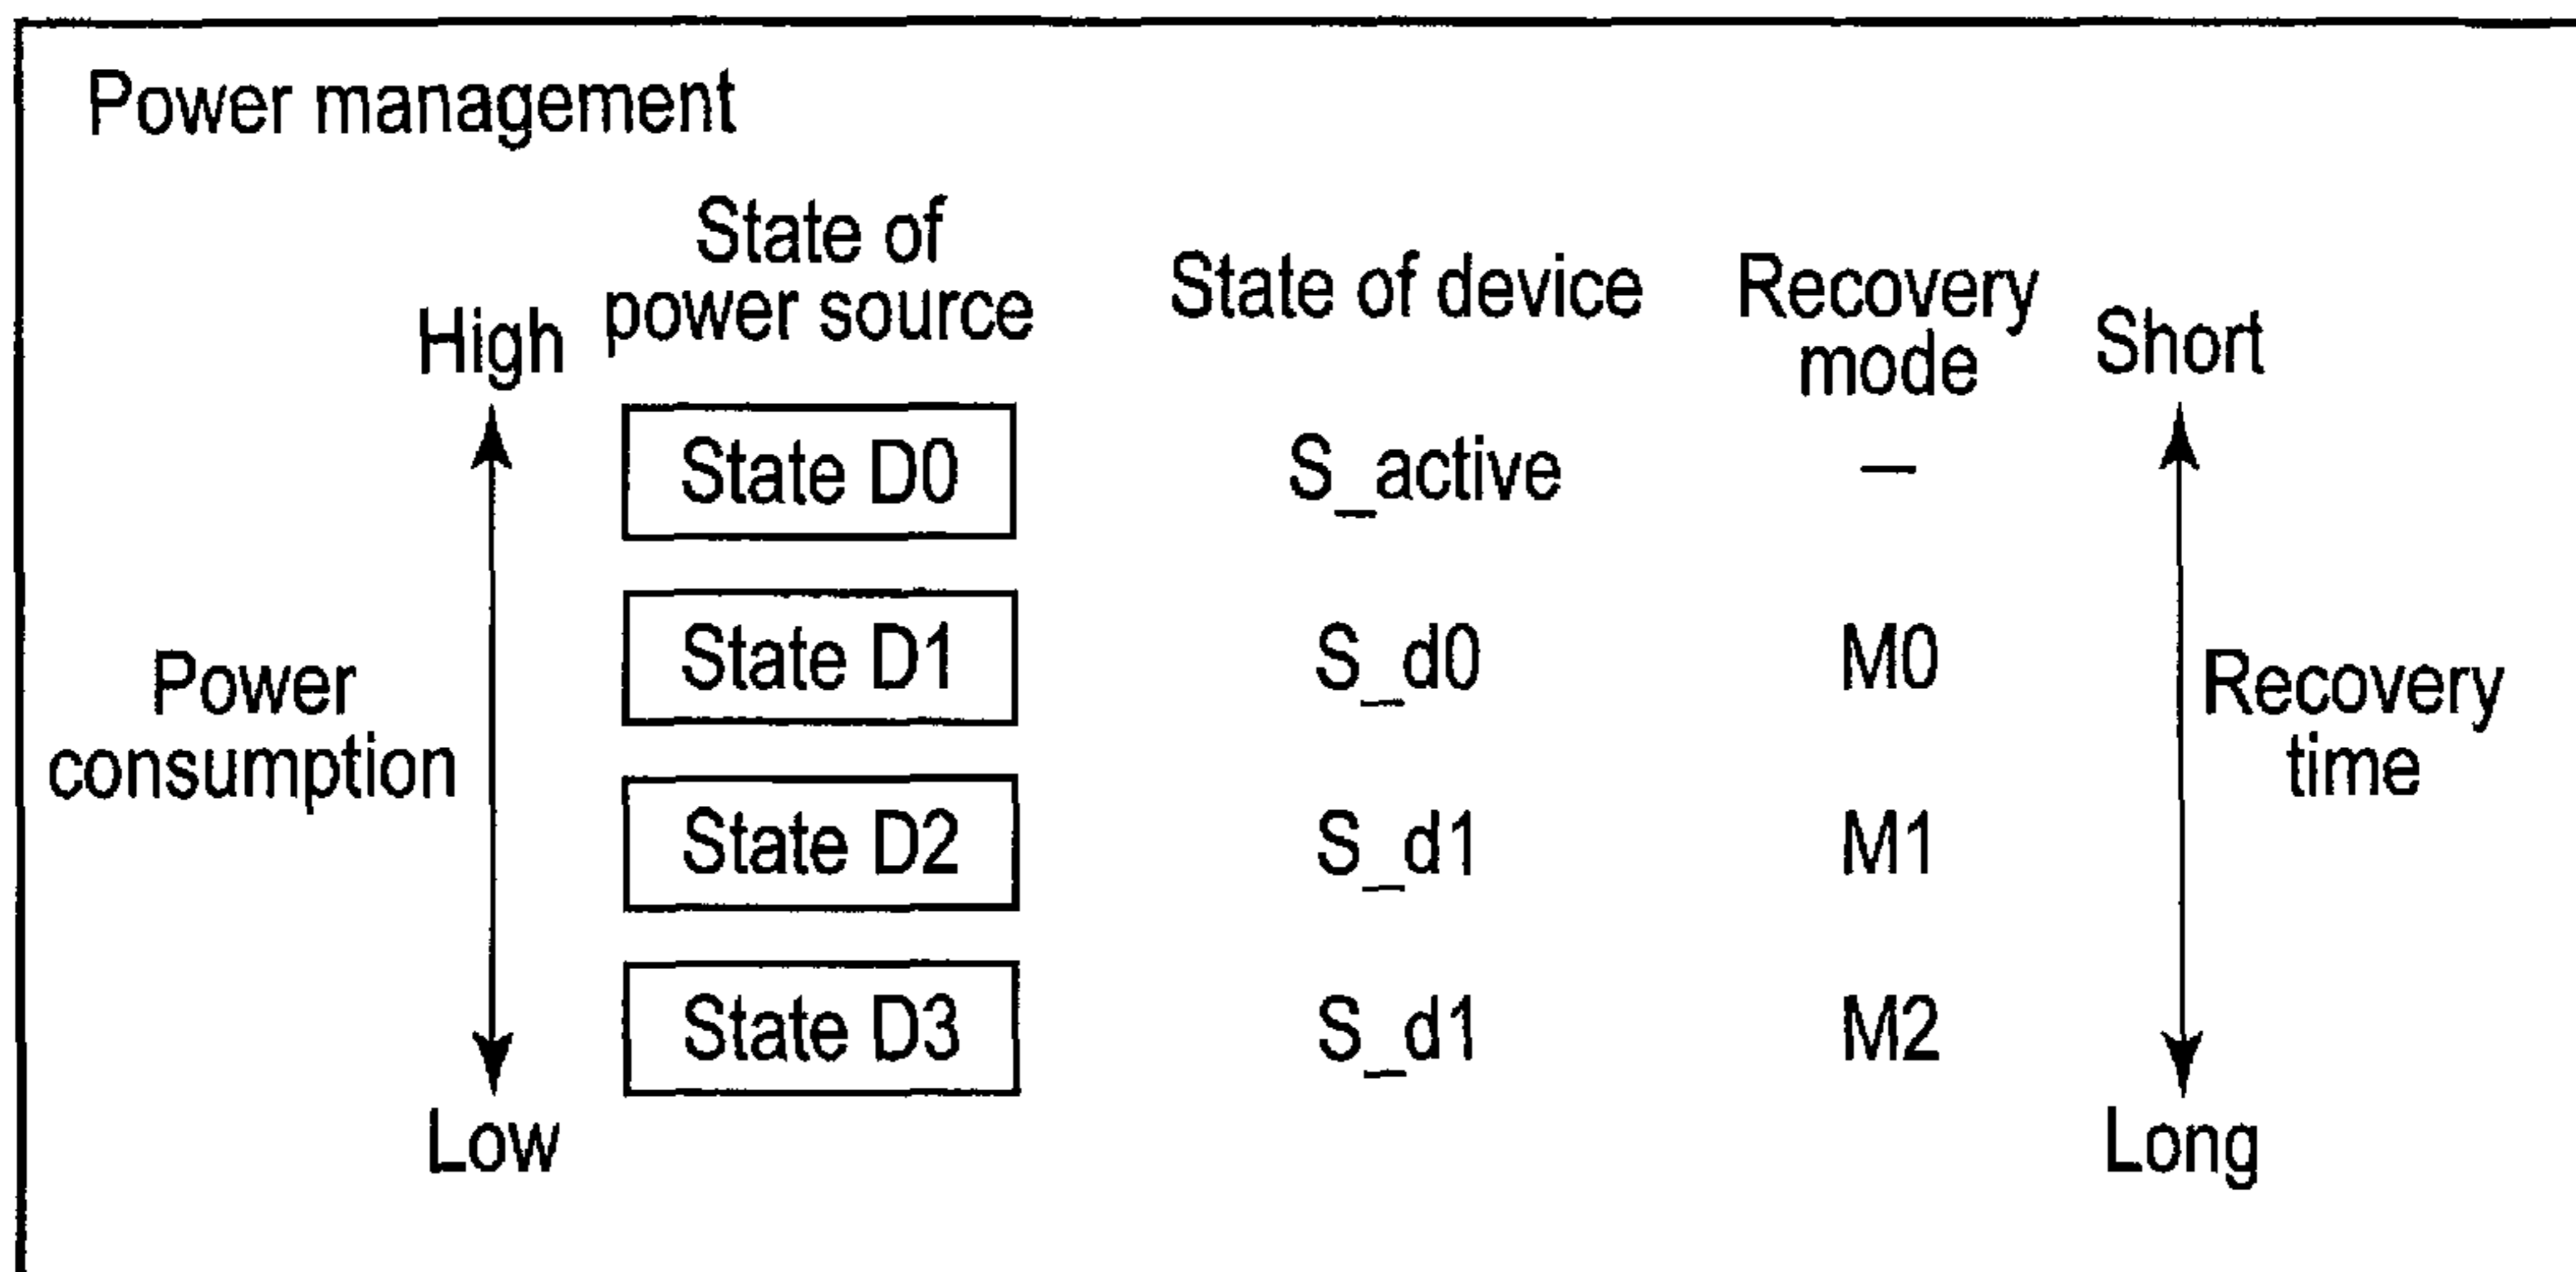 Power management
State of
power source
State of device
Recovery
mode
High
Short
State D0
S_active
—
State D1
S_d0
M0
Power
consumption
Recovery
time
State D2
S_d1
M1
State D3
S_d1
M2
Low
Long